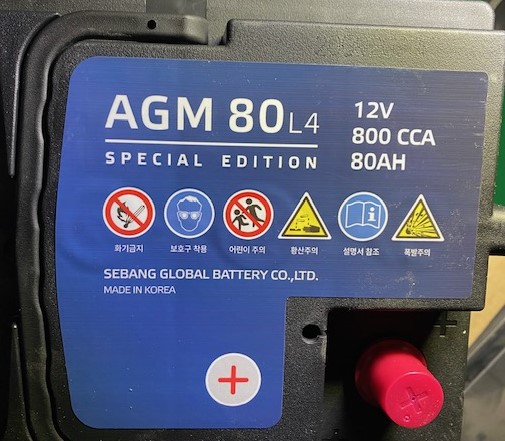 AGM 80L4
SPECIAL EDITION
12V
800 CCA
80AH
화기금지
보호구 착용
어린이 주의
황산주의
설명서 참조
폭발주의
SEBANG GLOBAL BATTERY CO.,LTD.
MADE IN KOREA